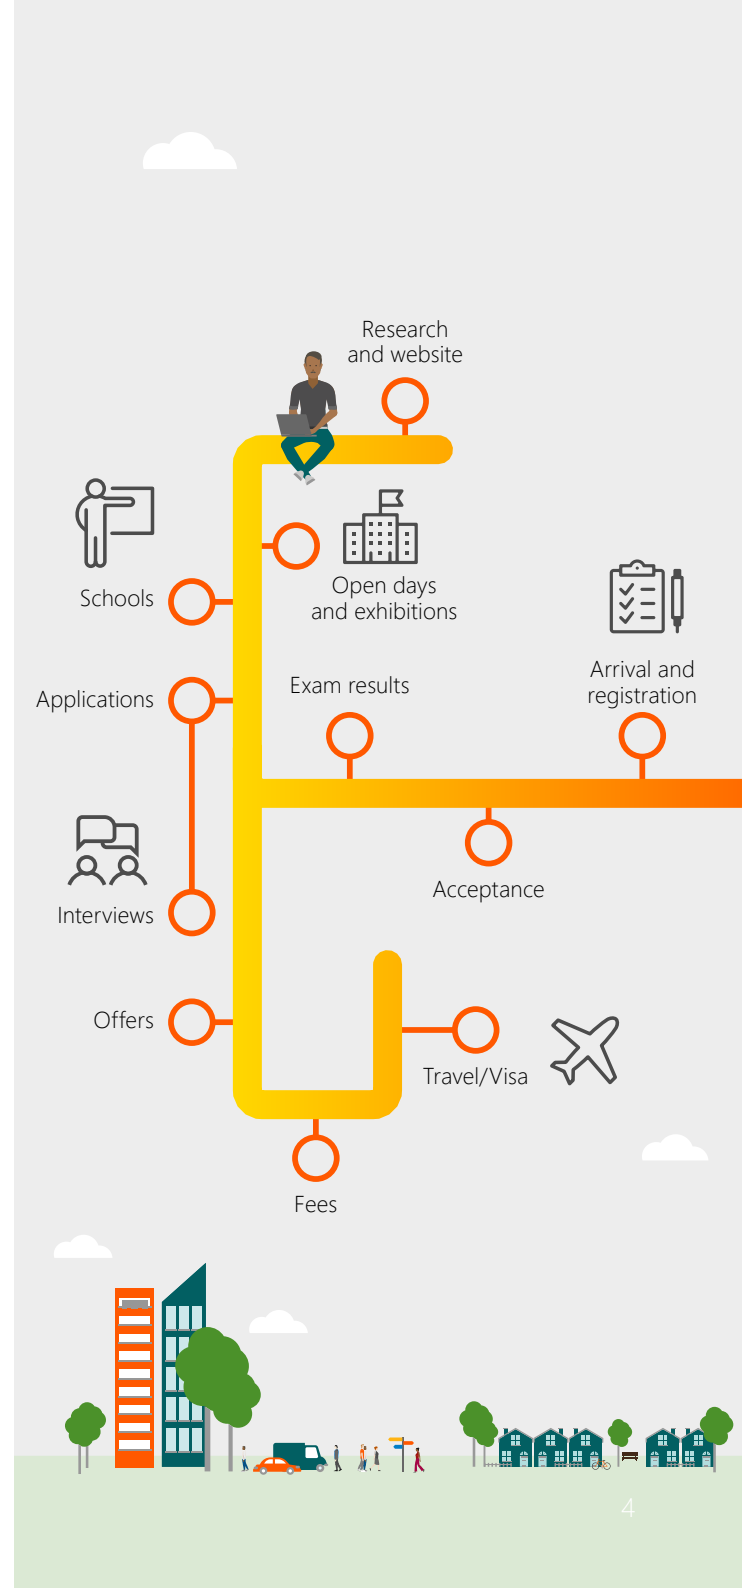 Research
and website
Open days
and exhibitions
Schools
Arrival and
registration
Exam results
Applications
Acceptance
Interviews
Offers
Travel/Visa
Fees
4